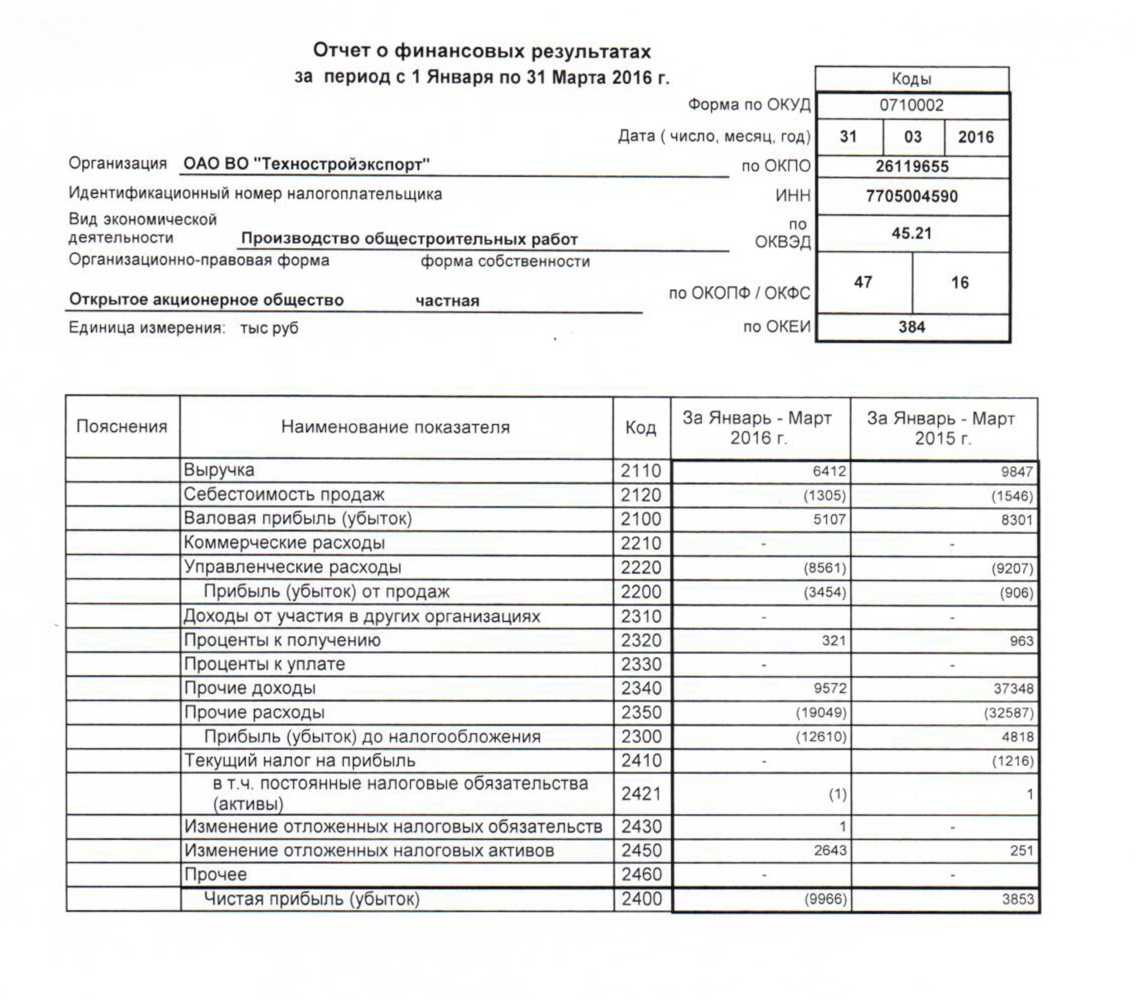 Отчет о финансовых результатах
за период с 1 Января по 31 Марта 2016 г.
Коды
Форма по ОКУД 0710002
Дата ( число, месяц, год) 31 03 2016
Организация ОАО ВО "Техностройэкспорт" по ОКПО 26119655
Идентификационный номер налогоплательщика ИНН 7705004590
Вид экономической
деятельности Производство общестроительных работ
по
ОКВЭД
45.21
Организационно-правовая форма форма собственности
Открытое акционерное общество частная по ОКОПФ / ОКФС 47 16
Единица измерения: тыс руб по ОКЕИ 384
Пояснения Наименование показателя Код За Январь - Март
2016 г. За Январь - Март
2015 г.
Выручка 2110 6412 9847
Себестоимость продаж 2120 (1305) (1546)
Валовая прибыль (убыток) 2100 5107 8301
Коммерческие расходы 2210 - -
Управленческие расходы 2220 (8561) (9207)
Прибыль (убыток) от продаж 2200 (3454) (906)
Доходы от участия в других организациях 2310 - -
Проценты к получению 2320 321 963
Проценты к уплате 2330 - -
Прочие доходы 2340 9572 37348
Прочие расходы 2350 (19049) (32587)
Прибыль (убыток) до налогообложения 2300 (12610) 4818
Текущий налог на прибыль 2410 - (1216)
в т.ч. постоянные налоговые обязательства
(активы) 2421 (1) 1
Изменение отложенных налоговых обязательств 2430 1 -
Изменение отложенных налоговых активов 2450 2643 251
Прочее 2460 - -
Чистая прибыль (убыток) 2400 (9966) 3853